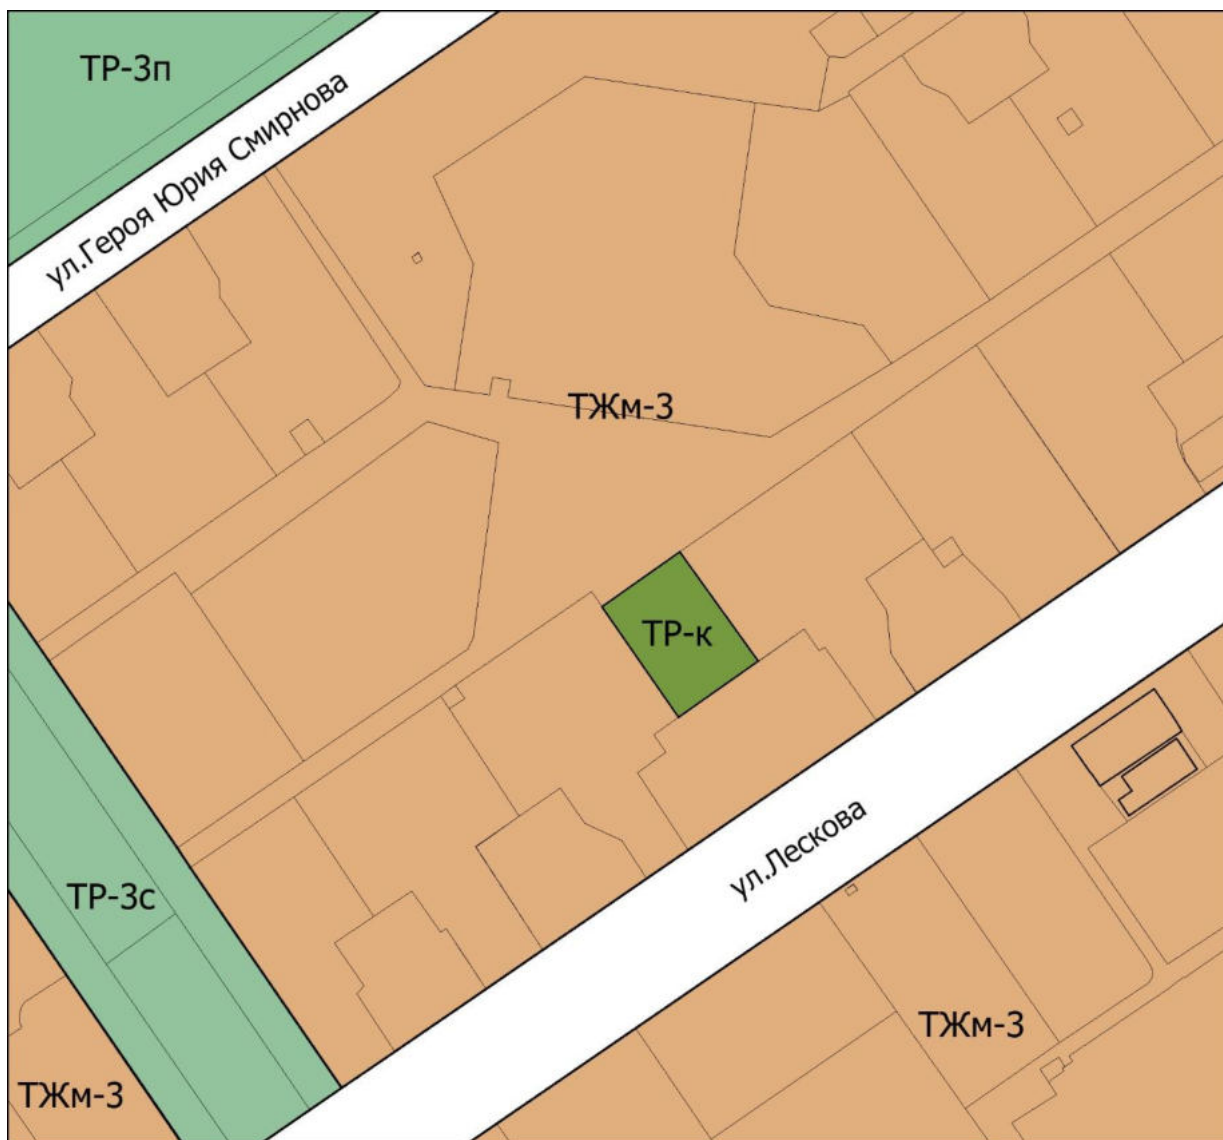 ТР-3п
ул.Героя Юрия Смирнова
ТЖм-3
ТР-к
ул.Лескова
ТР-3с
ТЖм-3
ТЖм-3